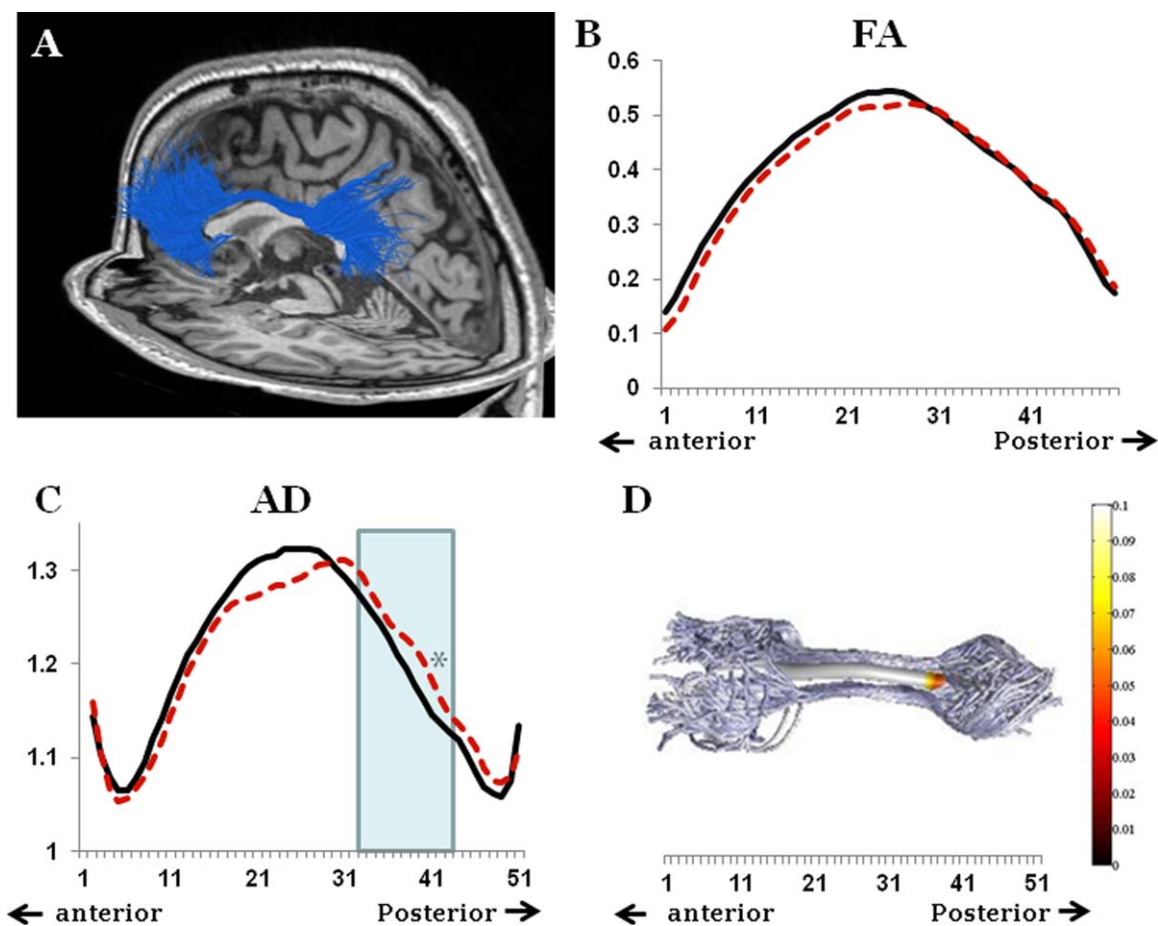 A
B
FA
0.6
0.5
0.4
0.3
0.2
0.1
0
1 11 21 31 41
← anterior Posterior →
C
AD
1.3
1.2
1.1
1
*
1 11 21 31 41 51
← anterior Posterior →
D
0.1
0.09
0.08
0.07
0.06
0.05
0.04
0.03
0.02
0.01
0
1 11 21 31 41 51
← anterior Posterior →